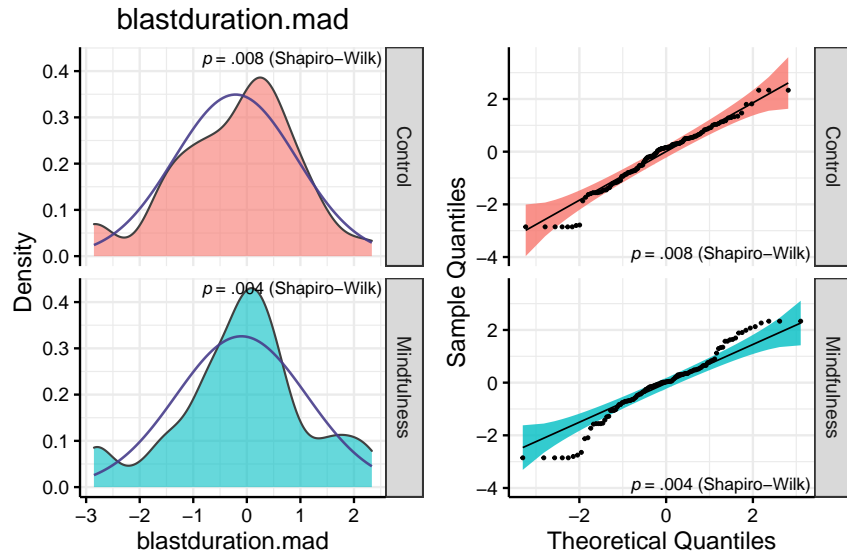 blastduration.mad
p = .008 (Shapiro−Wilk)
0.4
0.3
0.2
0.1
0.0
Control
p = .004 (Shapiro−Wilk)
0.4
0.3
0.2
0.1
0.0
Mindfulness
Density
−3 −2 −1 0 1 2
blastduration.mad
2
0
−2
−4
p = .008 (Shapiro−Wilk)
Control
2
0
−2
−4
p = .004 (Shapiro−Wilk)
Mindfulness
Sample Quantiles
−2 0 2
Theoretical Quantiles